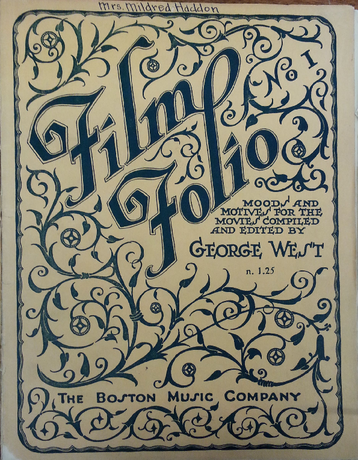 Mrs. Mildred Haddon
Film
Folio
No 1
MOODS AND
MOTIVES FOR THE
MOVIES COMPILED
AND EDITED BY
GEORGE WEST
n. 1.25
THE BOSTON MUSIC COMPANY